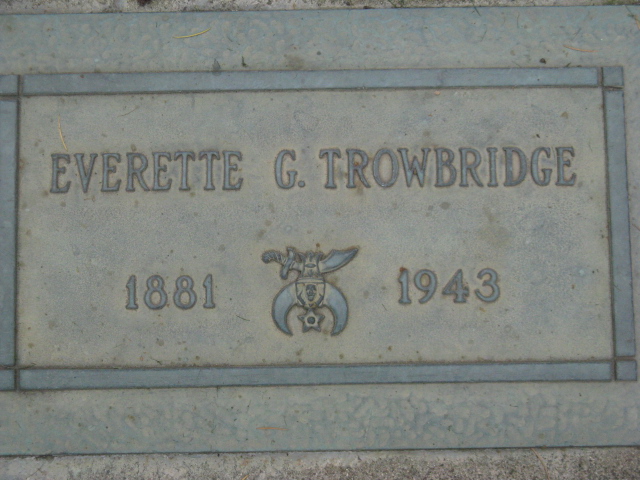 EVERETTE G. TROWBRIDGE
1881 1943